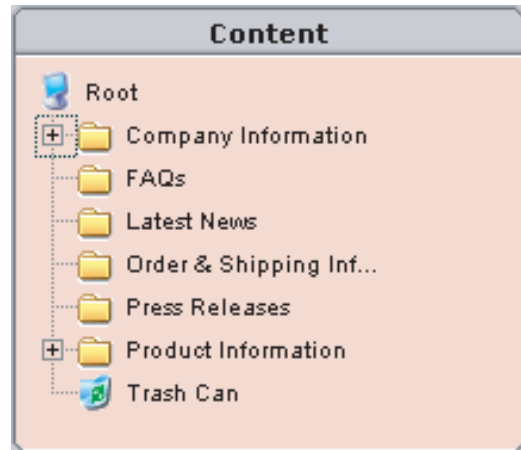 Content
Root
Company Information
FAQs
Latest News
Order & Shipping Inf...
Press Releases
Product Information
Trash Can